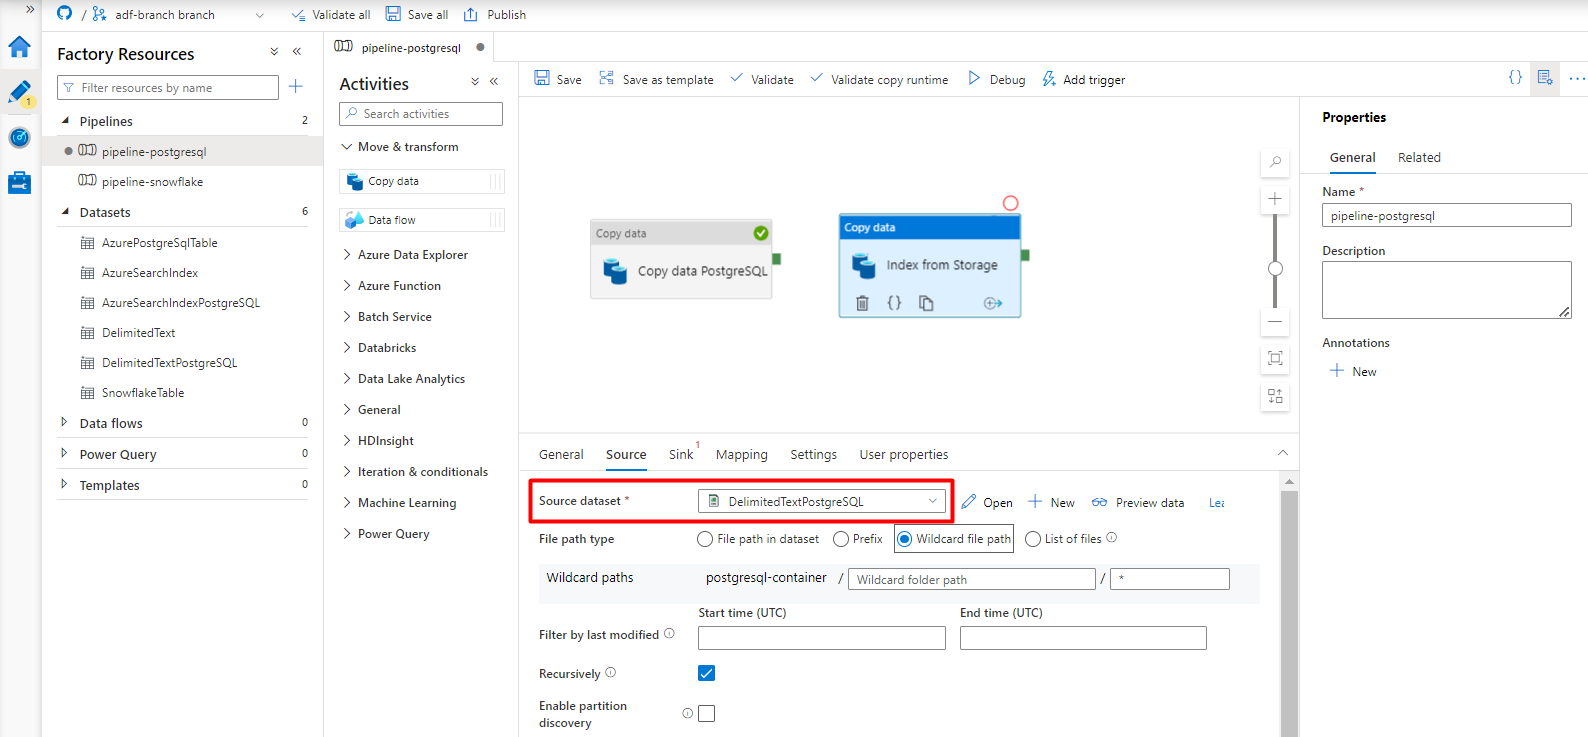 adf-branch branch
Validate all
Save all
Publish
1
Factory Resources
Filter resources by name
Pipelines 2
pipeline-postgresql
pipeline-snowflake
Datasets 6
AzurePostgreSqlTable
AzureSearchIndex
AzureSearchIndexPostgreSQL
DelimitedText
DelimitedTextPostgreSQL
SnowflakeTable
Data flows 0
Power Query 0
Templates 0
pipeline-postgresql
Activities
Search activities
Move & transform
Copy data
Data flow
Azure Data Explorer
Azure Function
Batch Service
Databricks
Data Lake Analytics
General
HDInsight
Iteration & conditionals
Machine Learning
Power Query
Save
Save as template
Validate
Validate copy runtime
Debug
Add trigger
Copy data
Copy data PostgreSQL
Copy data
Index from Storage
General
Source
Sink 1
Mapping
Settings
User properties
Source dataset * DelimitedTextPostgreSQL
Open
New
Preview data
Lea
File path type
File path in dataset
Prefix
Wildcard file path
List of files
Wildcard paths postgresql-container / Wildcard folder path / *
Start time (UTC) End time (UTC)
Filter by last modified
Recursively
Enable partition
discovery
Properties
General Related
Name *
pipeline-postgresql
Description
Annotations
New